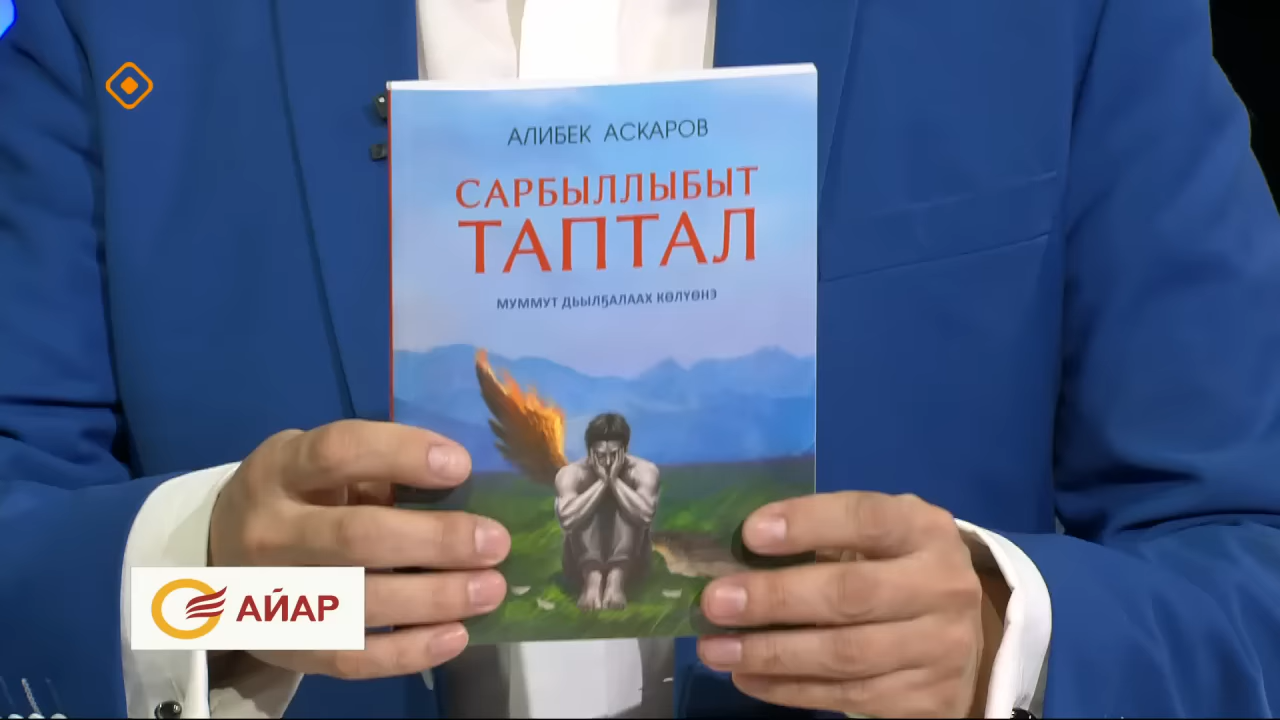 АЛИБЕК АСКАРОВ
САРБЫЛЛЫБЫТ
ТАПТАЛ
МУММУТ ДЬЫЛҔАЛААХ КӨЛҮӨНЭ
АЙАР